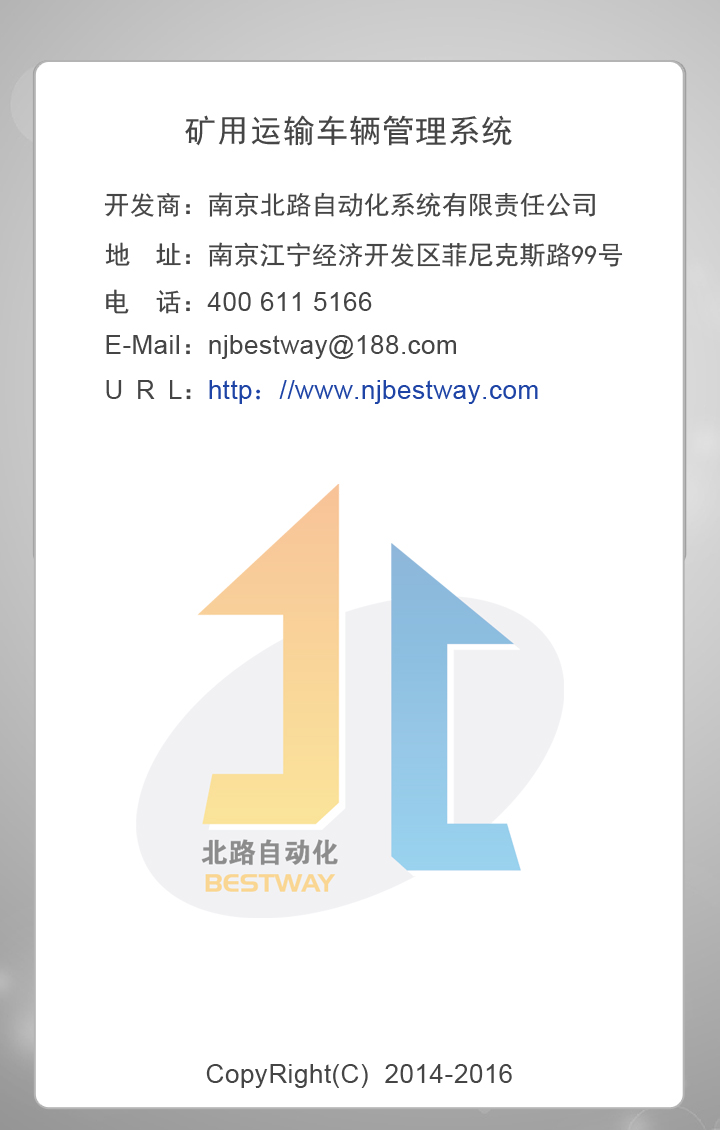 矿用运输车辆管理系统
开发商：南京北路自动化系统有限责任公司
地　址：南京江宁经济开发区菲尼克斯路99号
电　话：400 611 5166
E-Mail：njbestway@188.com
U R L：http：//www.njbestway.com
北路自动化
BESTWAY
CopyRight(C) 2014-2016